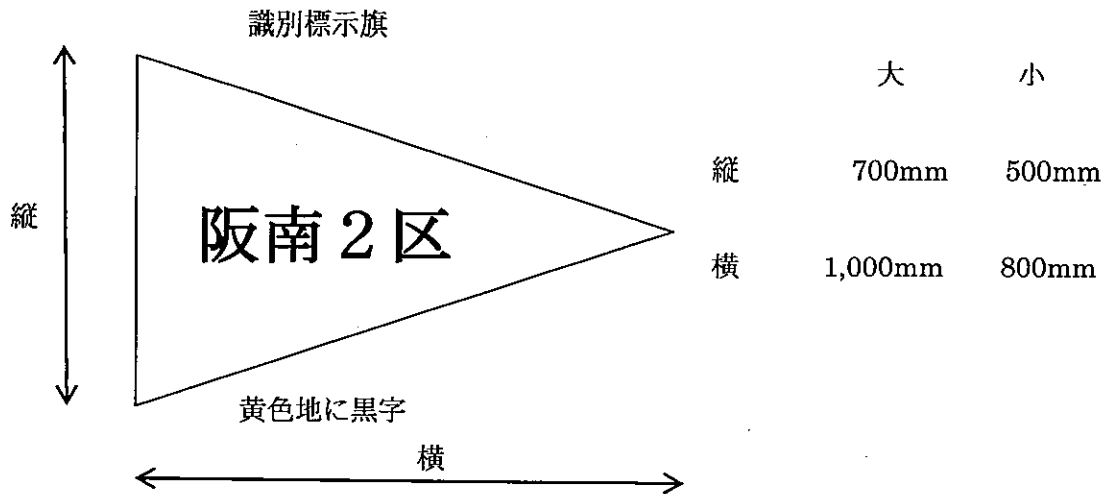 識別標示旗
大 小
縦 700mm 500mm
縦
阪南２区
横 1,000mm 800mm
黄色地に黒字
横